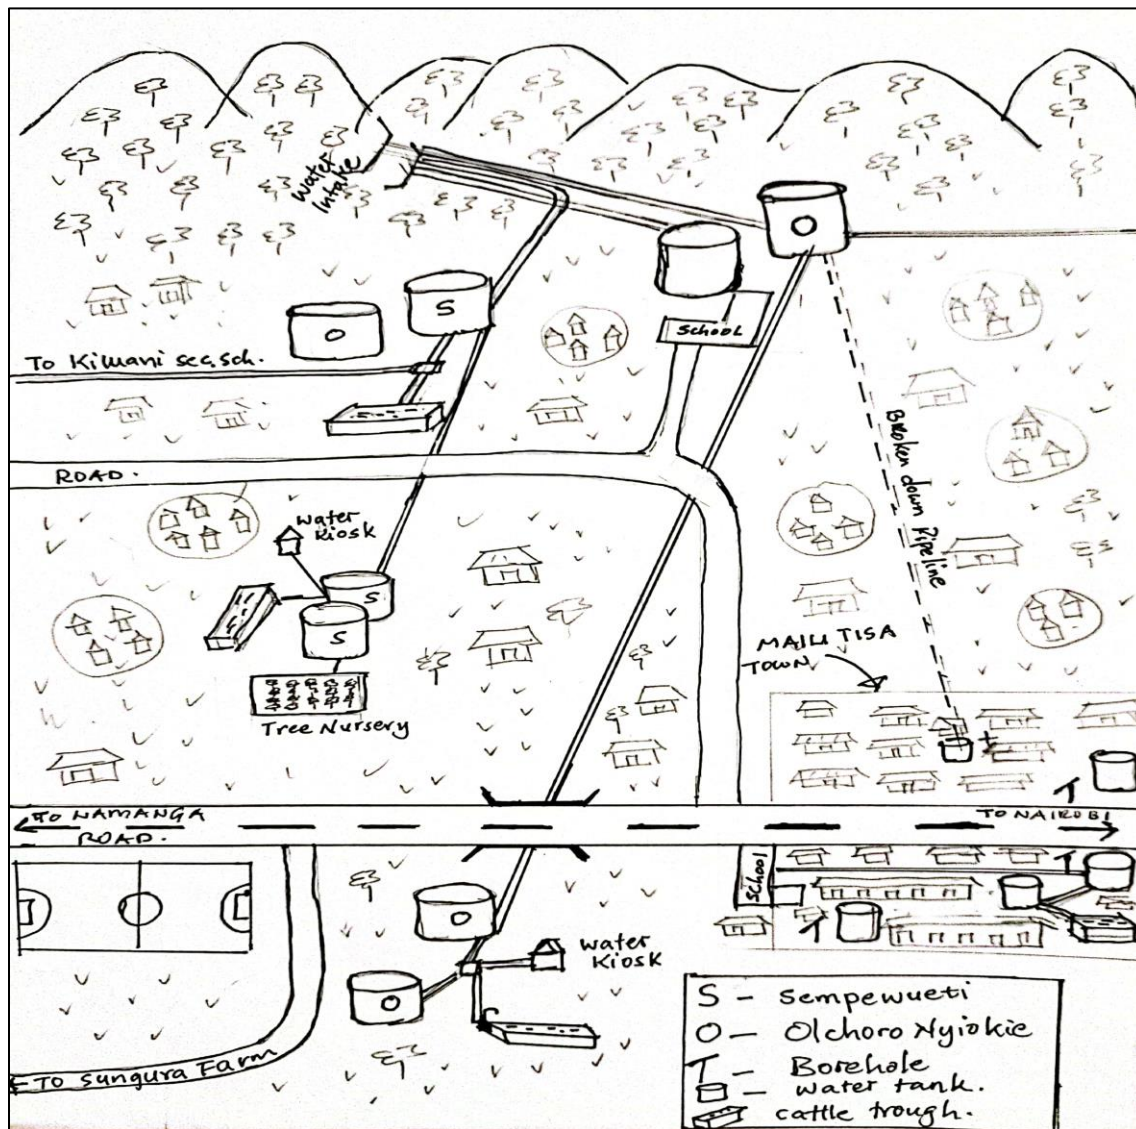 Water
Intake
O
S
O
School
To Kimani sec.sch.
ROAD.
Broken down Pipeline
water
Kiosk
S
S
Tree Nursery
MAILI TISA
TOWN
TO NAMANGA
ROAD.
TO NAIROBI
School
O
water
Kiosk
O
TO Sungura Farm
S - Sempewueti
O - Olchoro Nyiokie
T - Borehole
- water tank.
- cattle trough.